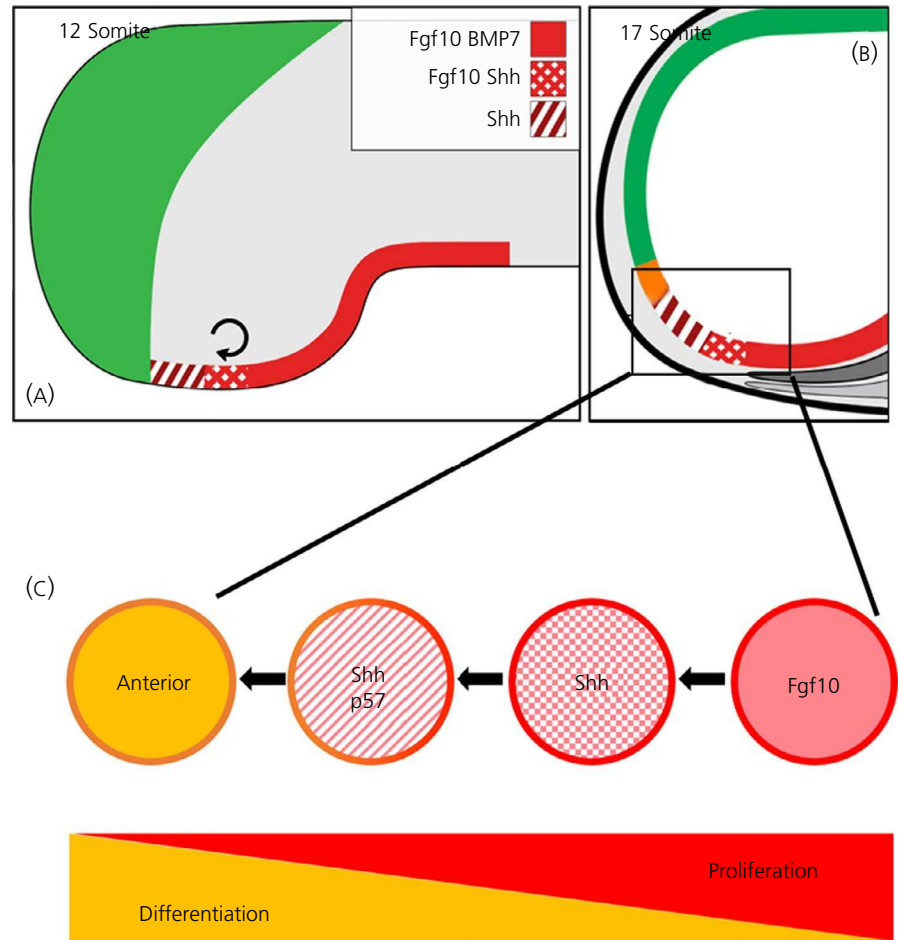 12 Somite
Fgf10 BMP7
Fgf10 Shh
Shh
(A)
17 Somite
(B)
(C)
Anterior
Shh
p57
Shh
Fgf10
Proliferation
Differentiation